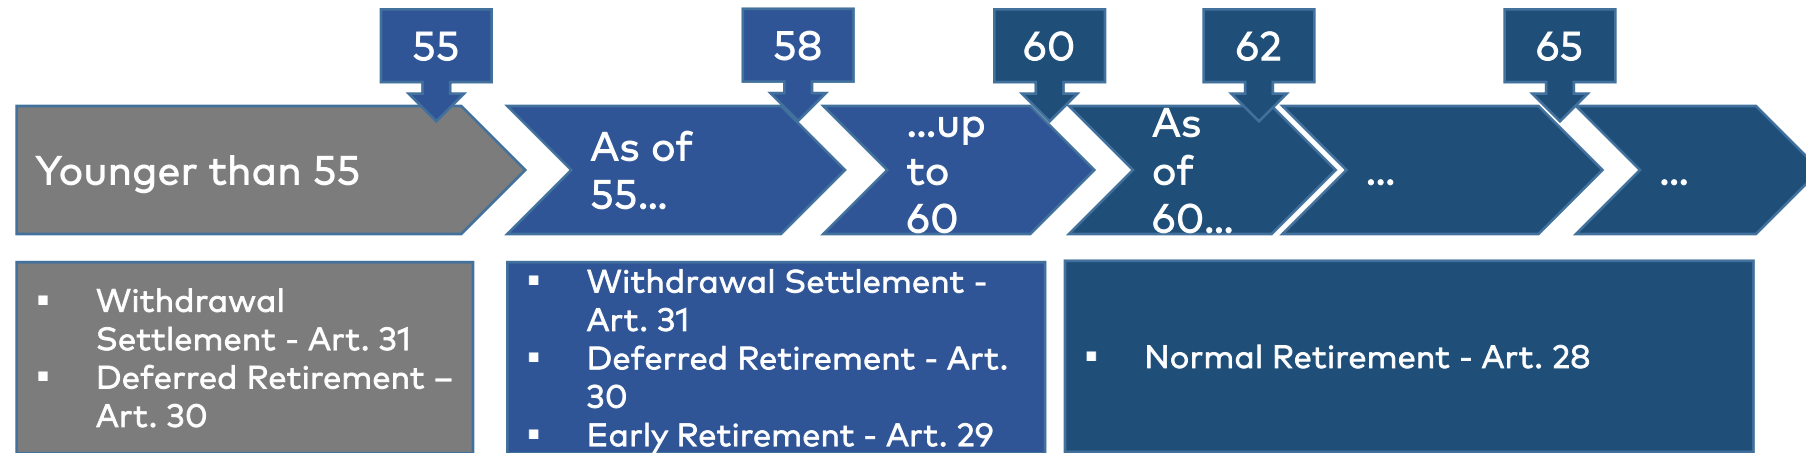 55
58
60
62
65
Younger than 55
As of
55...
...up
to
60
As
of
60...
...
...
▪ Withdrawal
Settlement - Art. 31
▪ Deferred Retirement –
Art. 30
▪ Withdrawal Settlement -
Art. 31
▪ Deferred Retirement - Art.
30
▪ Early Retirement - Art. 29
▪ Normal Retirement - Art. 28